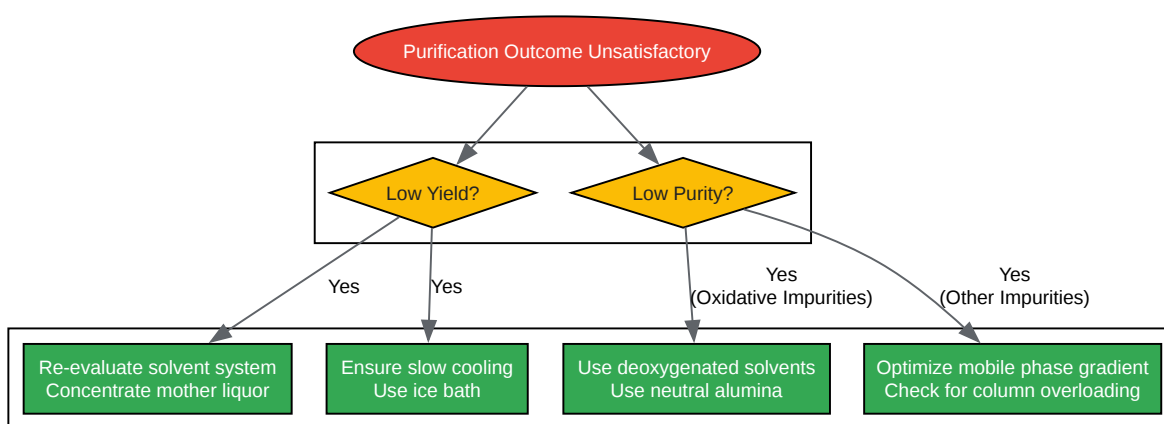 Purification Outcome Unsatisfactory
Low Yield?
Low Purity?
Yes
Yes
Yes
(Oxidative Impurities)
Yes
(Other Impurities)
Re-evaluate solvent system
Concentrate mother liquor
Ensure slow cooling
Use ice bath
Use deoxygenated solvents
Use neutral alumina
Optimize mobile phase gradient
Check for column overloading